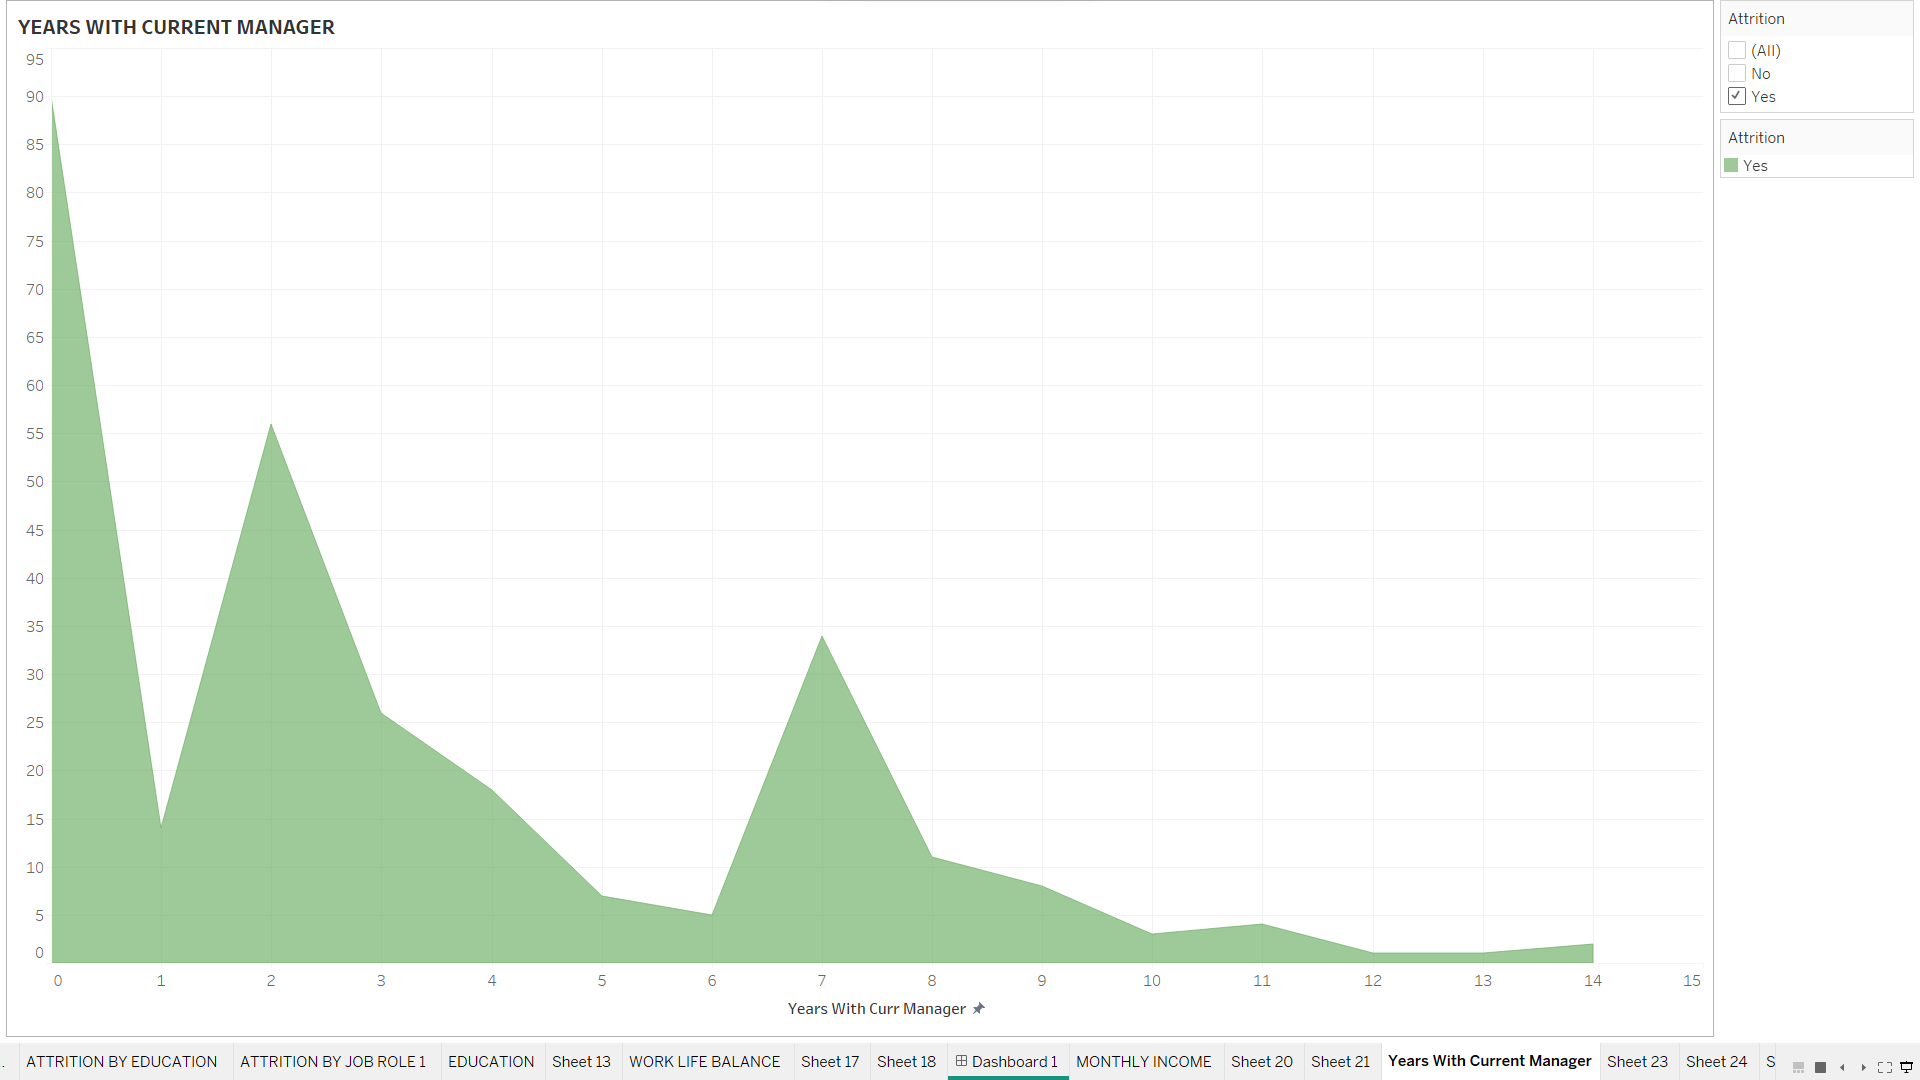 YEARS WITH CURRENT MANAGER
95
90
85
80
75
70
65
60
55
50
45
40
35
30
25
20
15
10
5
0
0 1 2 3 4 5 6 7 8 9 10 11 12 13 14 15
Years With Curr Manager
Attrition
(All)
No
Yes
Attrition
Yes
ATTRITION BY EDUCATION ATTRITION BY JOB ROLE 1 EDUCATION Sheet 13 WORK LIFE BALANCE Sheet 17 Sheet 18 Dashboard 1 MONTHLY INCOME Sheet 20 Sheet 21 Years With Current Manager Sheet 23 Sheet 24 S